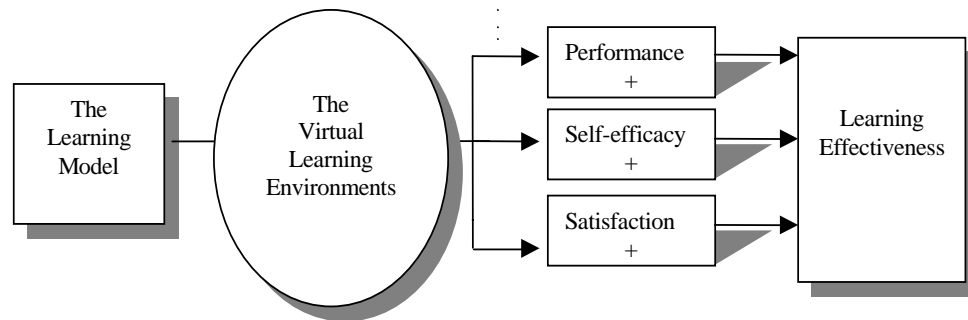 The
Learning
Model
The
Virtual
Learning
Environments
Performance
+
Self-efficacy
+
Satisfaction
+
Learning
Effectiveness